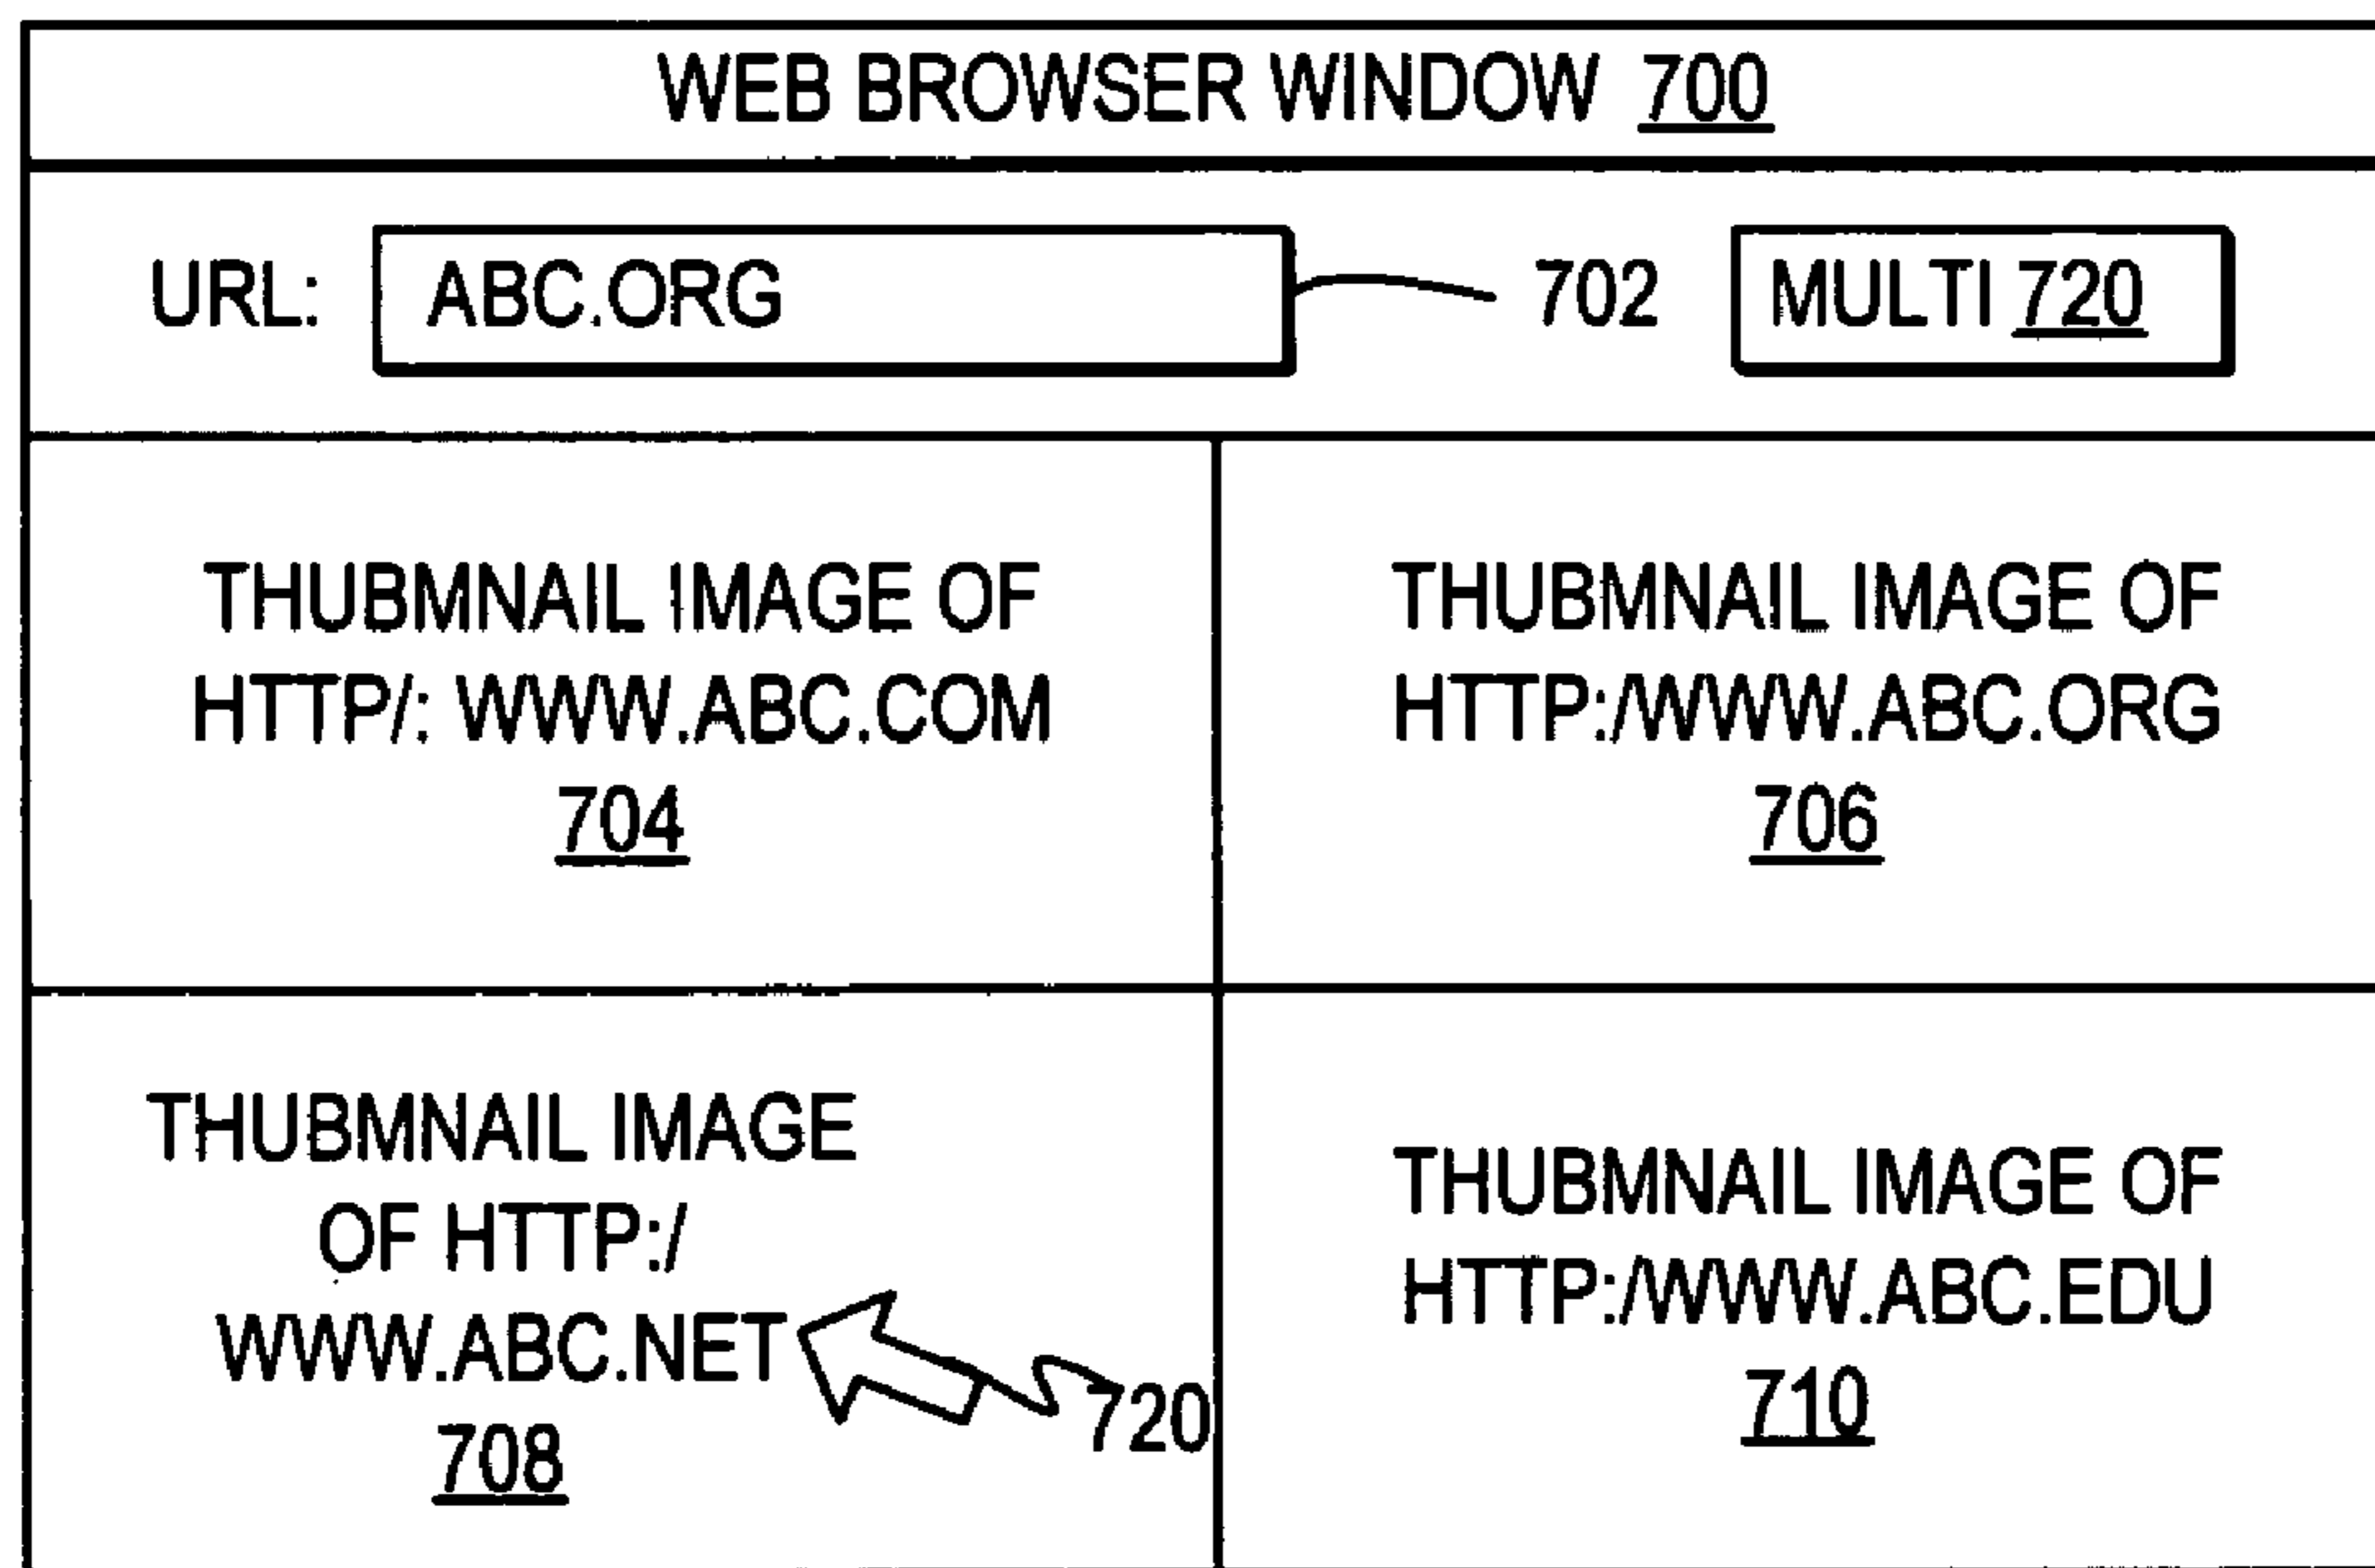 WEB BROWSER WINDOW 700
URL: ABC.ORG 702 MULTI 720
THUBMNAIL IMAGE OF
HTTP/: WWW.ABC.COM
704
THUBMNAIL IMAGE OF
HTTP:/WWW.ABC.ORG
706
THUBMNAIL IMAGE
OF HTTP:/
WWW.ABC.NET
720
708
THUBMNAIL IMAGE OF
HTTP:/WWW.ABC.EDU
710